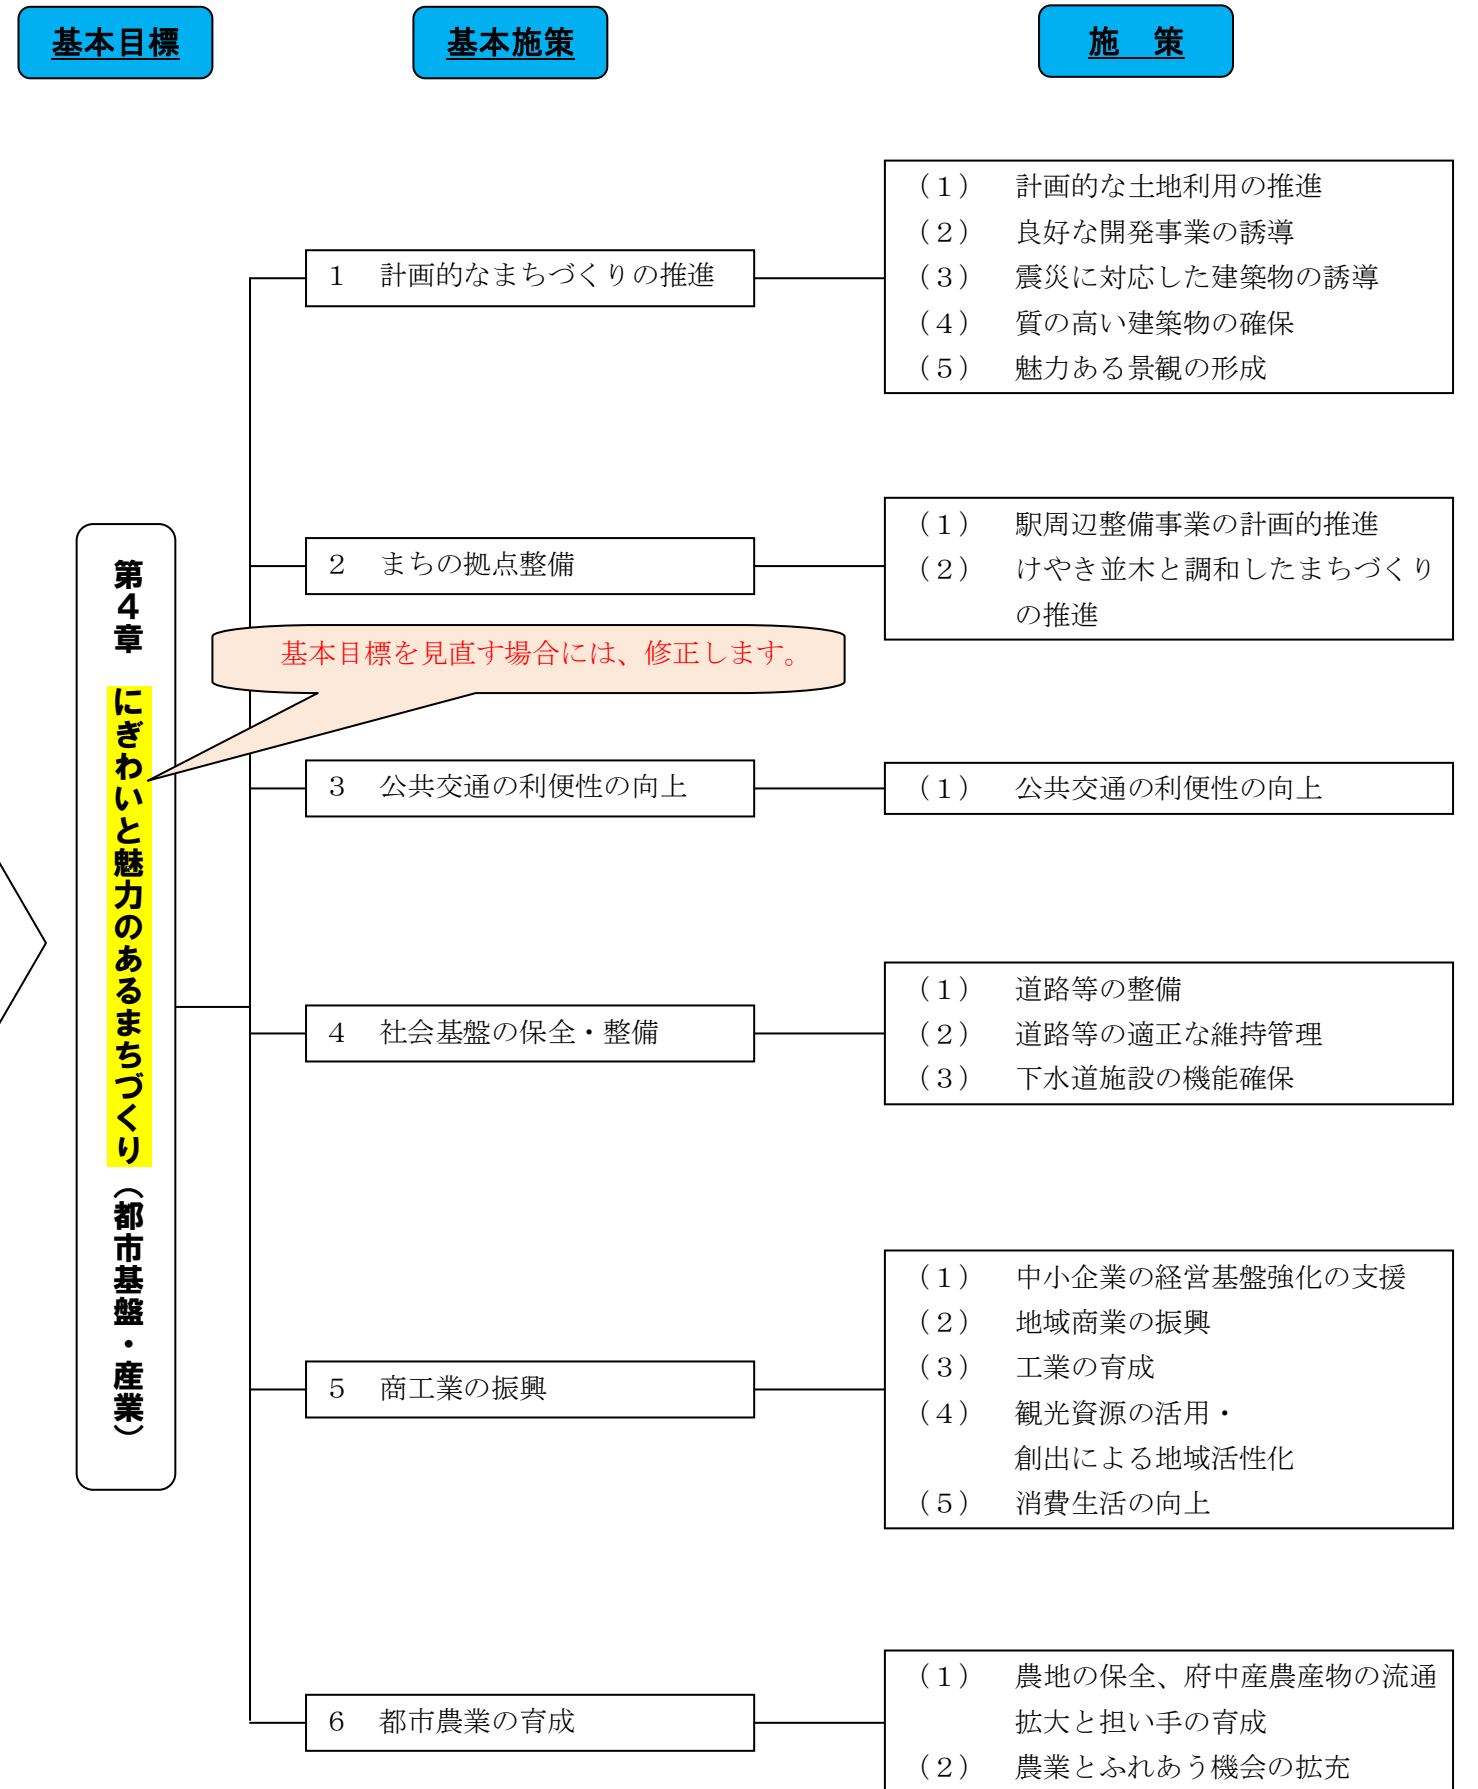 基本目標
基本施策
施　策
第４章　にぎわいと魅力のあるまちづくり（都市基盤・産業）
基本目標を見直す場合には、修正します。
１　計画的なまちづくりの推進
（１）　計画的な土地利用の推進
（２）　良好な開発事業の誘導
（３）　震災に対応した建築物の誘導
（４）　質の高い建築物の確保
（５）　魅力ある景観の形成
２　まちの拠点整備
（１）　駅周辺整備事業の計画的推進
（２）　けやき並木と調和したまちづくり
の推進
３　公共交通の利便性の向上
（１）　公共交通の利便性の向上
４　社会基盤の保全・整備
（１）　道路等の整備
（２）　道路等の適正な維持管理
（３）　下水道施設の機能確保
５　商工業の振興
（１）　中小企業の経営基盤強化の支援
（２）　地域商業の振興
（３）　工業の育成
（４）　観光資源の活用・
創出による地域活性化
（５）　消費生活の向上
６　都市農業の育成
（１）　農地の保全、府中産農産物の流通
拡大と担い手の育成
（２）　農業とふれあう機会の拡充